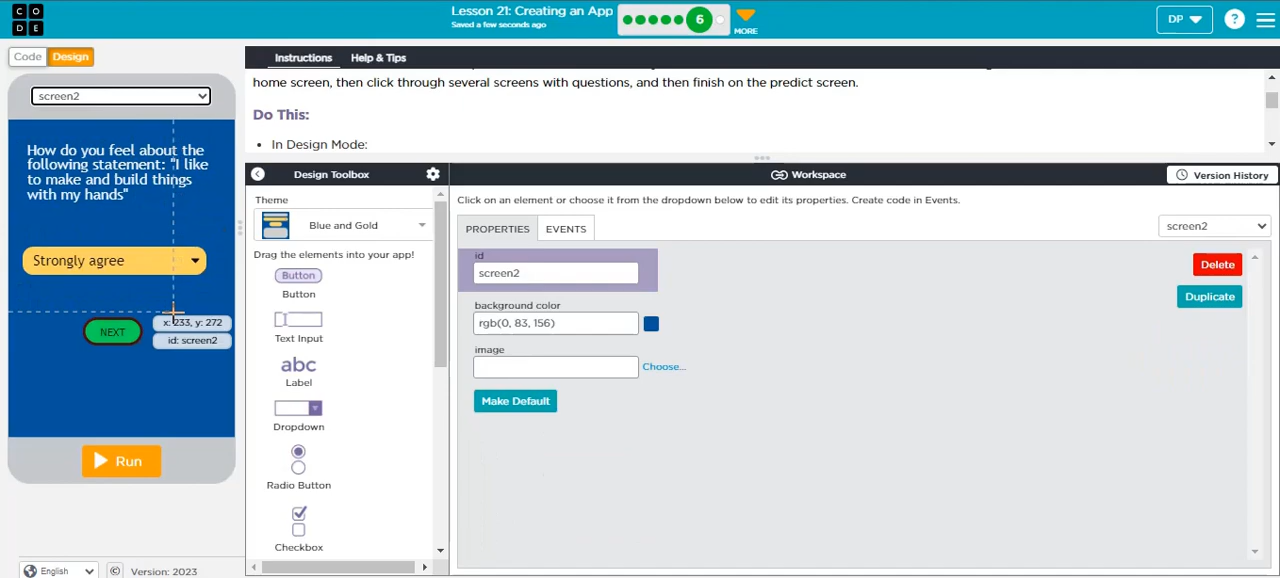 C O
D E
Lesson 21: Creating an App
Saved a few seconds ago
6
MORE
DP
?
Code
Design
Instructions
Help & Tips
screen2
home screen, then click through several screens with questions, and then finish on the predict screen.
Do This:
• In Design Mode:
Design Toolbox
Workspace
Version History
How do you feel about the
following statement: "I like
to make and build things
with my hands"
Strongly agree
NEXT
x: 233, y: 272
id: screen2
Run
English
©
Version: 2023
Theme
Blue and Gold
Drag the elements into your app!
Button
Button
Text Input
abc
Label
Dropdown
Radio Button
Checkbox
Click on an element or choose it from the dropdown below to edit its properties. Create code in Events.
PROPERTIES
EVENTS
screen2
id
screen2
Delete
Duplicate
background color
rgb(0, 83, 156)
image
Choose...
Make Default